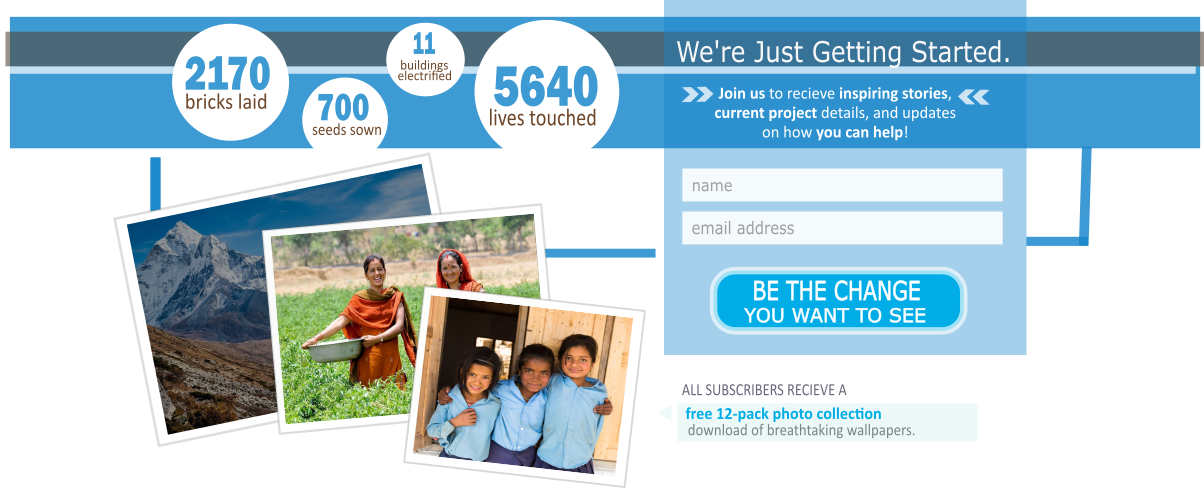 2170
bricks laid
700
seeds sown
11
buildings
electrified
5640
lives touched
We're Just Getting Started.
Join us to recieve inspiring stories,
current project details, and updates
on how you can help!
name
email address
BE THE CHANGE
YOU WANT TO SEE
ALL SUBSCRIBERS RECIEVE A
free 12-pack photo collection
download of breathtaking wallpapers.